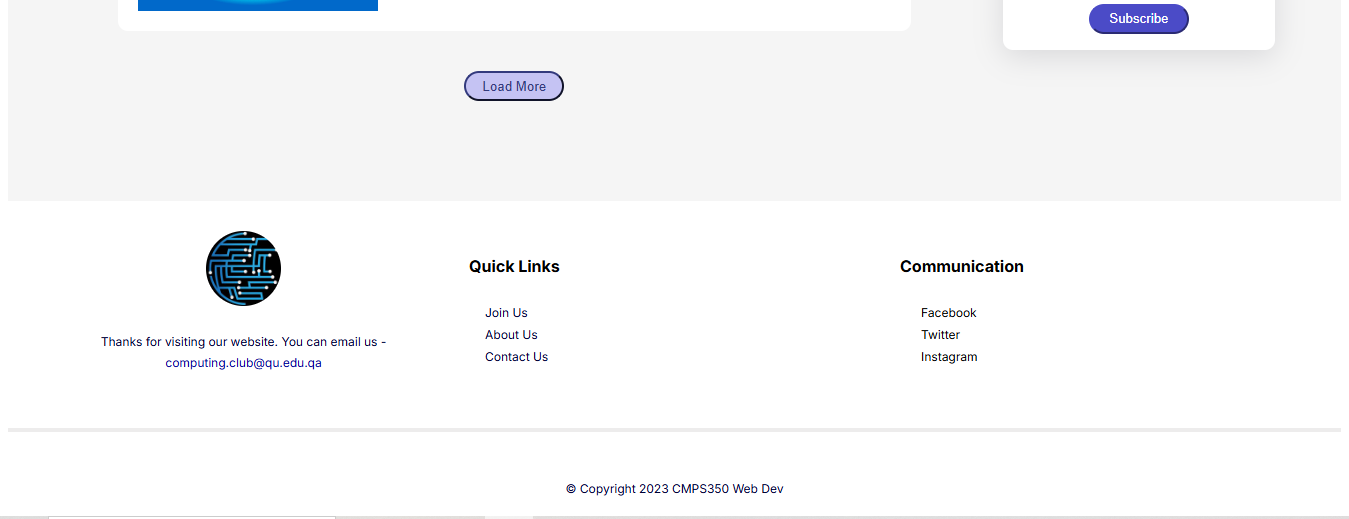 Subscribe
Load More
Thanks for visiting our website. You can email us -
computing.club@qu.edu.qa
Quick Links
Join Us
About Us
Contact Us
Communication
Facebook
Twitter
Instagram
© Copyright 2023 CMPS350 Web Dev